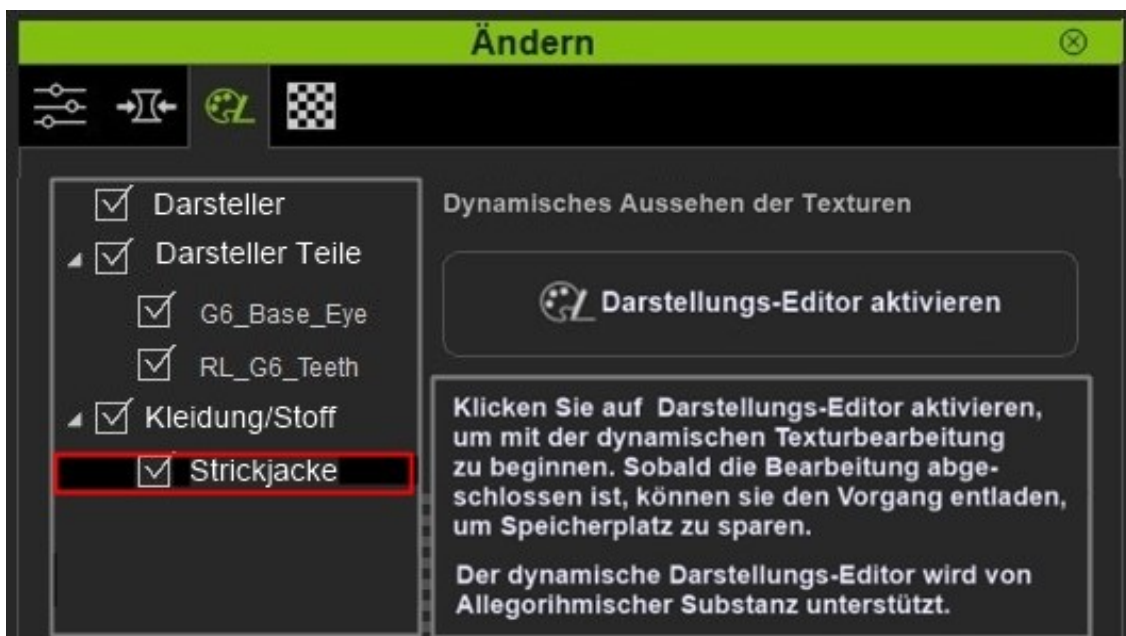 Ändern
Darsteller
Darsteller Teile
G6_Base_Eye
RL_G6_Teeth
Kleidung/Stoff
Strickjacke
Dynamisches Aussehen der Texturen
Darstellungs-Editor aktivieren
Klicken Sie auf Darstellungs-Editor aktivieren,
um mit der dynamischen Texturbearbeitung
zu beginnen. Sobald die Bearbeitung abge-
schlossen ist, können sie den Vorgang entladen,
um Speicherplatz zu sparen.
Der dynamische Darstellungs-Editor wird von
Allegorihmischer Substanz unterstützt.